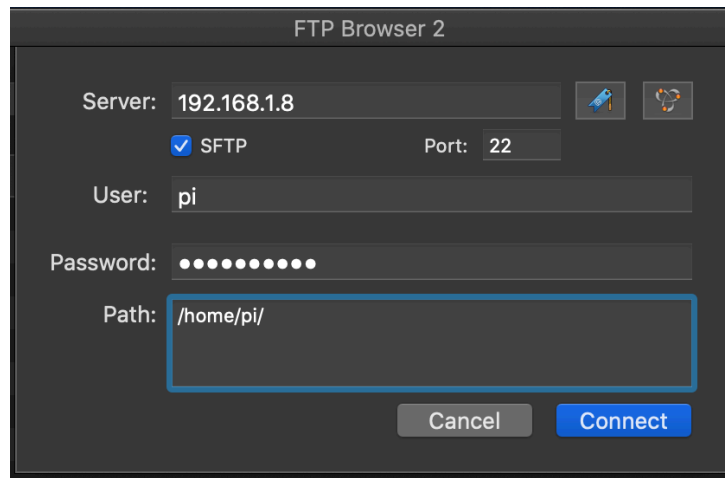 FTP Browser 2
Server: 192.168.1.8
SFTP Port: 22
User: pi
Password: ●●●●●●●●●●
Path: /home/pi/
Cancel Connect